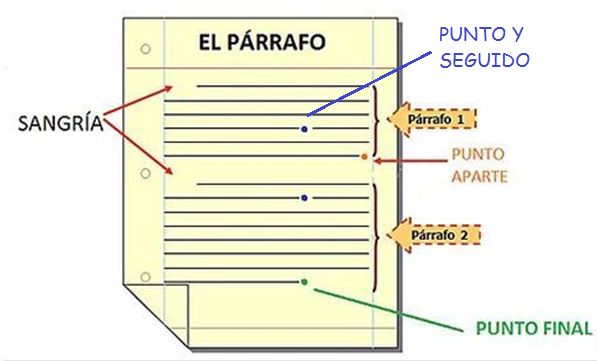 EL PÁRRAFO
PUNTO Y
SEGUIDO
SANGRÍA
Párrafo 1
PUNTO
APARTE
Párrafo 2
PUNTO FINAL